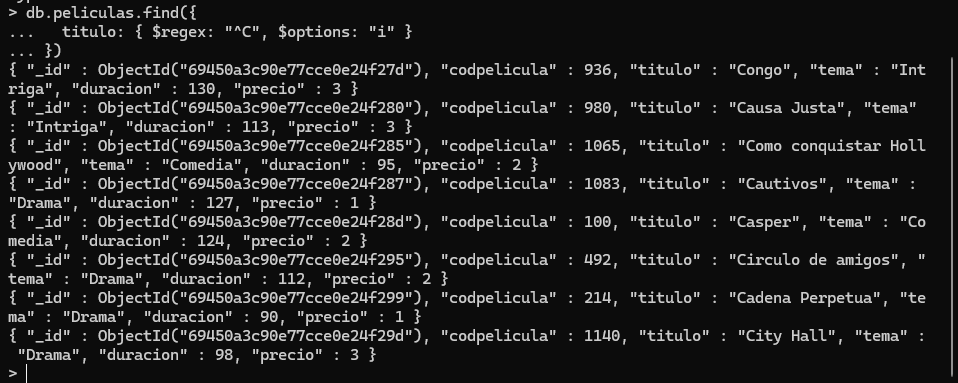 > db.peliculas.find({
...   titulo: { $regex: "^C", $options: "i" }
... })
{ "_id" : ObjectId("69450a3c90e77cce0e24f27d"), "codpelicula" : 936, "titulo" : "Congo", "tema" : "Int
riga", "duracion" : 130, "precio" : 3 }
{ "_id" : ObjectId("69450a3c90e77cce0e24f280"), "codpelicula" : 980, "titulo" : "Causa Justa", "tema"
: "Intriga", "duracion" : 113, "precio" : 3 }
{ "_id" : ObjectId("69450a3c90e77cce0e24f285"), "codpelicula" : 1065, "titulo" : "Como conquistar Holl
ywood", "tema" : "Comedia", "duracion" : 95, "precio" : 2 }
{ "_id" : ObjectId("69450a3c90e77cce0e24f287"), "codpelicula" : 1083, "titulo" : "Cautivos", "tema" :
"Drama", "duracion" : 127, "precio" : 1 }
{ "_id" : ObjectId("69450a3c90e77cce0e24f28d"), "codpelicula" : 100, "titulo" : "Casper", "tema" : "Co
media", "duracion" : 124, "precio" : 2 }
{ "_id" : ObjectId("69450a3c90e77cce0e24f295"), "codpelicula" : 492, "titulo" : "Circulo de amigos", "
tema" : "Drama", "duracion" : 112, "precio" : 2 }
{ "_id" : ObjectId("69450a3c90e77cce0e24f299"), "codpelicula" : 214, "titulo" : "Cadena Perpetua", "te
ma" : "Drama", "duracion" : 90, "precio" : 1 }
{ "_id" : ObjectId("69450a3c90e77cce0e24f29d"), "codpelicula" : 1140, "titulo" : "City Hall", "tema" :
 "Drama", "duracion" : 98, "precio" : 3 }
>